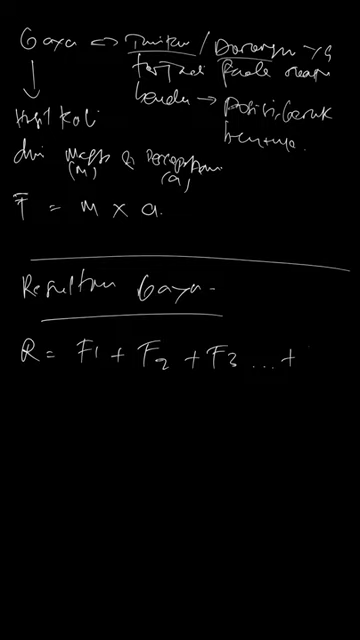 Gaya <-> Tarikan / Dorongan yg
terjadi pada suatu
benda -> posisi, gerak
bentuknya.
Hasil kali
dari massa & percepatan
(m) (a)
F = m x a.
Resultan Gaya -
R = F1 + F2 + F3 ... +